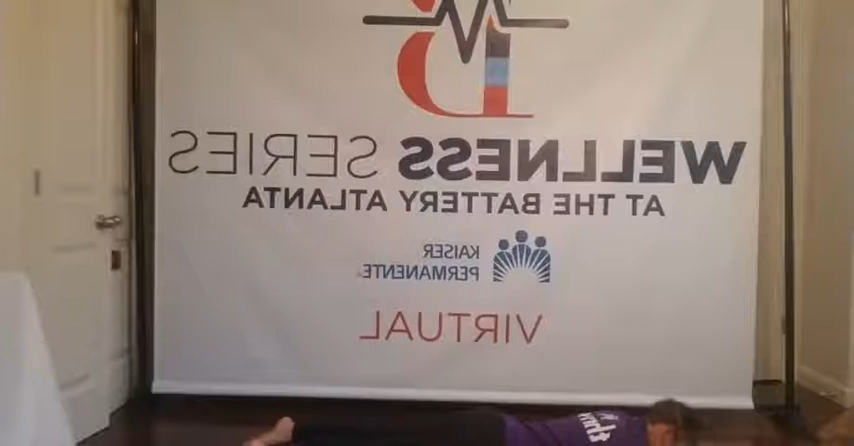 WELLNESS SERIES
AT THE BATTERY ATLANTA
KAISER
PERMANENTE
VIRTUAL